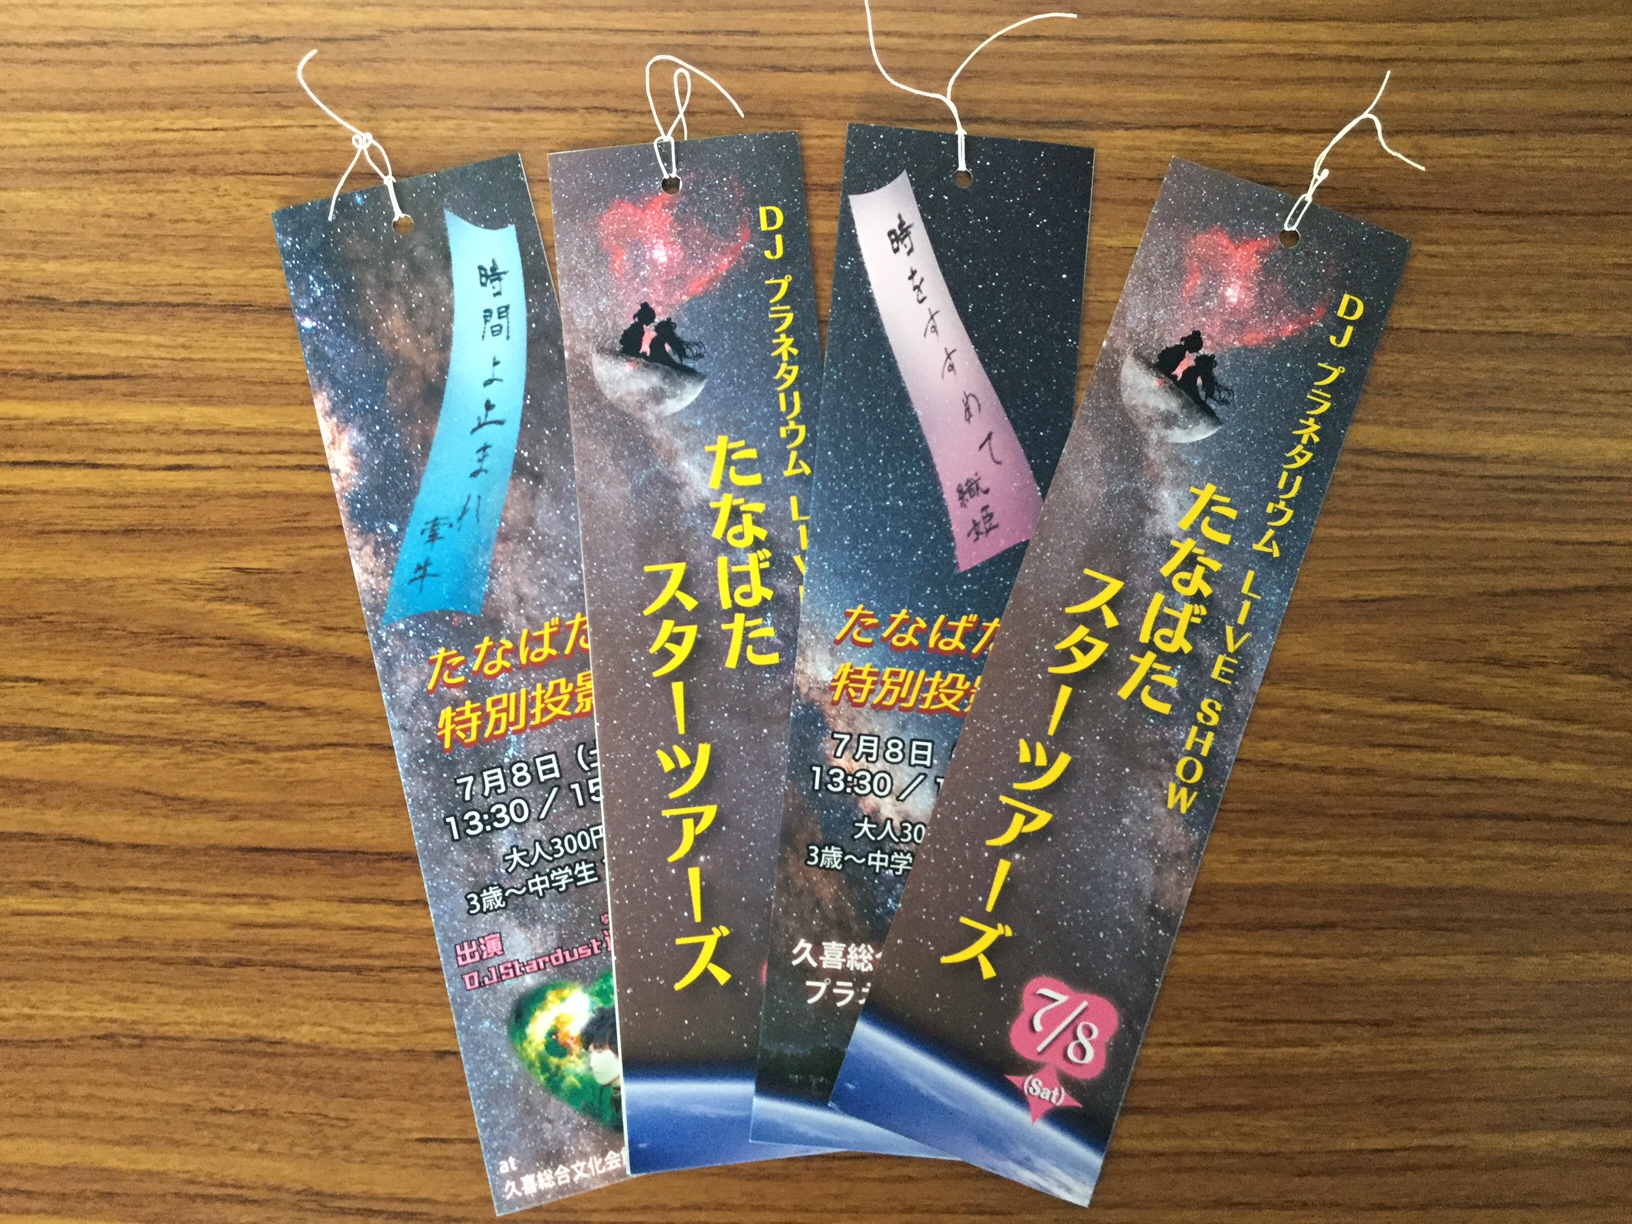 時間よ止まれ
牽牛
たなばた
特別投影
7月8日（土
13:30 / 15
大人300円
3歳～中学生
出演
D.J.Stardust
at
久喜総合文化会
DJ プラネタリウム LIV
たなばた
スターツアーズ
時をすすめて
織姫
たなばた
特別投
7月8日
13:30 /
大人30
3歳～中学
久喜総
プラ
DJ プラネタリウム LIVE SHOW
たなばた
スターツアーズ
7/8
(Sat)